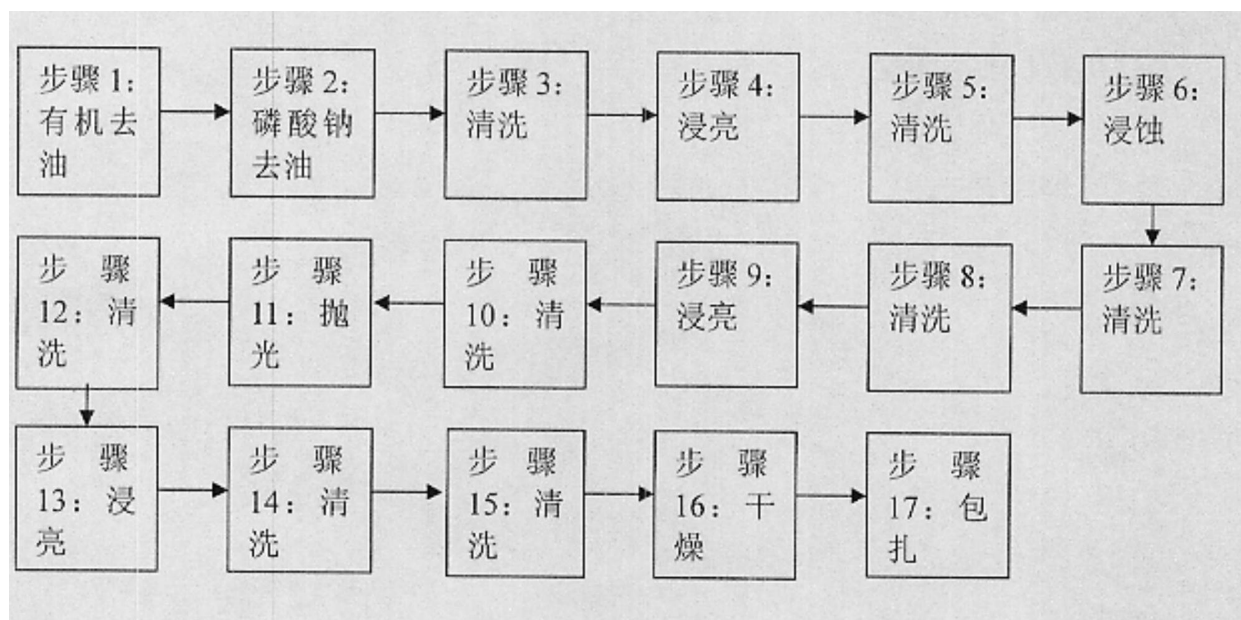 步骤1：
有机去
油
步骤2：
磷酸钠
去油
步骤3：
清洗
步骤4：
浸亮
步骤5：
清洗
步骤6：
浸蚀
步骤7：
清洗
步骤8：
清洗
步骤9：
浸亮
步 骤
10：清
洗
步 骤
11：抛
光
步 骤
12：清
洗
步 骤
13：浸
亮
步 骤
14：清
洗
步 骤
15：清
洗
步 骤
16：干
燥
步 骤
17：包
扎